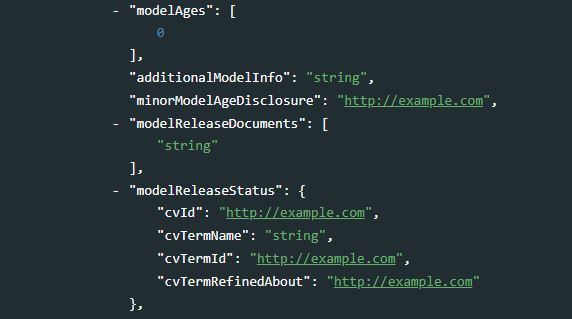 - "modelAges": [
0
],
"additionalModelInfo": "string",
"minorModelAgeDisclosure": "http://example.com",
- "modelReleaseDocuments": [
"string"
],
- "modelReleaseStatus": {
"cvId": "http://example.com",
"cvTermName": "string",
"cvTermId": "http://example.com",
"cvTermRefinedAbout": "http://example.com"
},